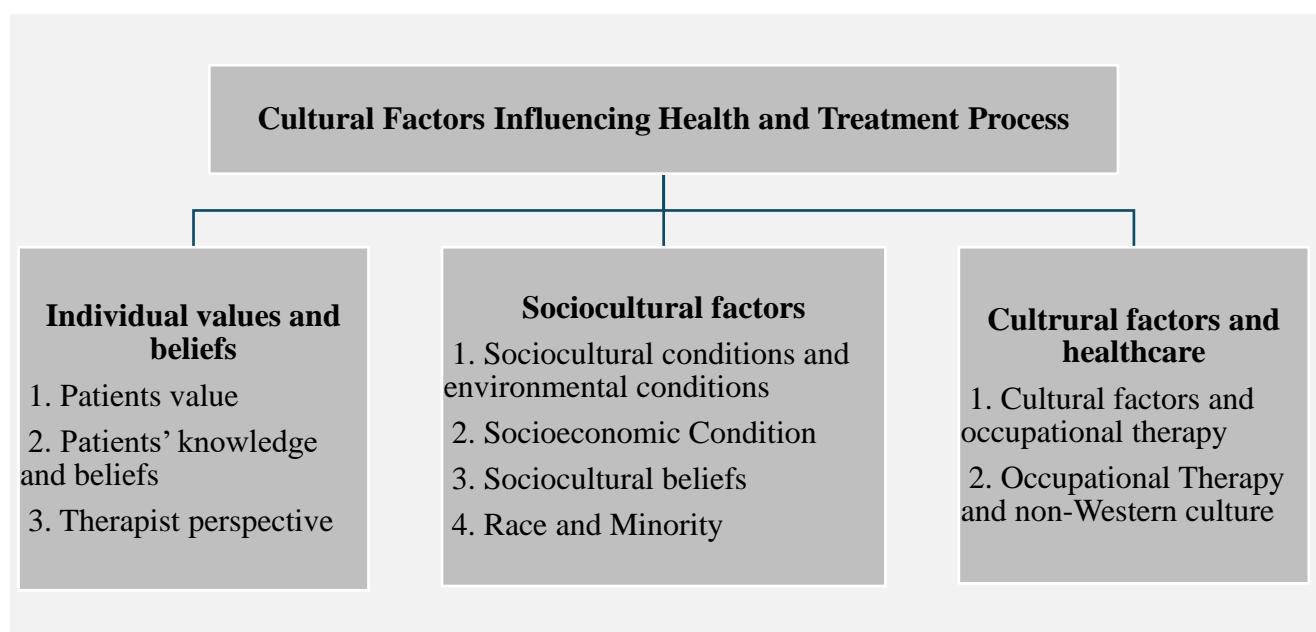 Cultural Factors Influencing Health and Treatment Process
Individual values and
beliefs
1. Patients value
2. Patients’ knowledge
and beliefs
3. Therapist perspective
Sociocultural factors
1. Sociocultural conditions and
environmental conditions
2. Socioeconomic Condition
3. Sociocultural beliefs
4. Race and Minority
Cultrural factors and
healthcare
1. Cultural factors and
occupational therapy
2. Occupational Therapy
and non-Western culture